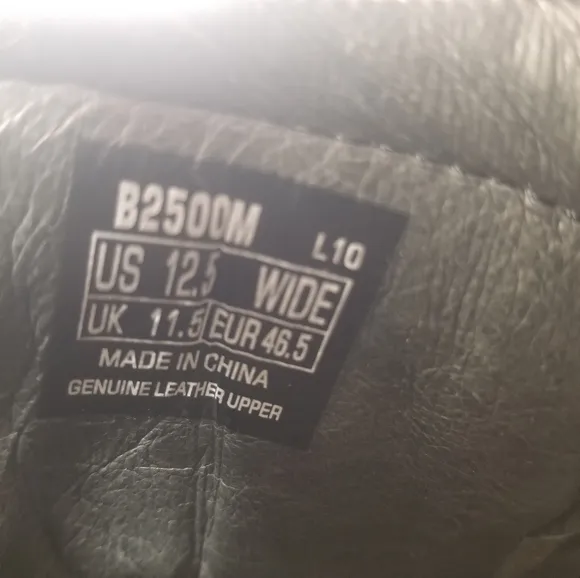 B2500M L10
US 12.5 WIDE
UK 11.5 EUR 46.5
MADE IN CHINA
GENUINE LEATHER UPPER